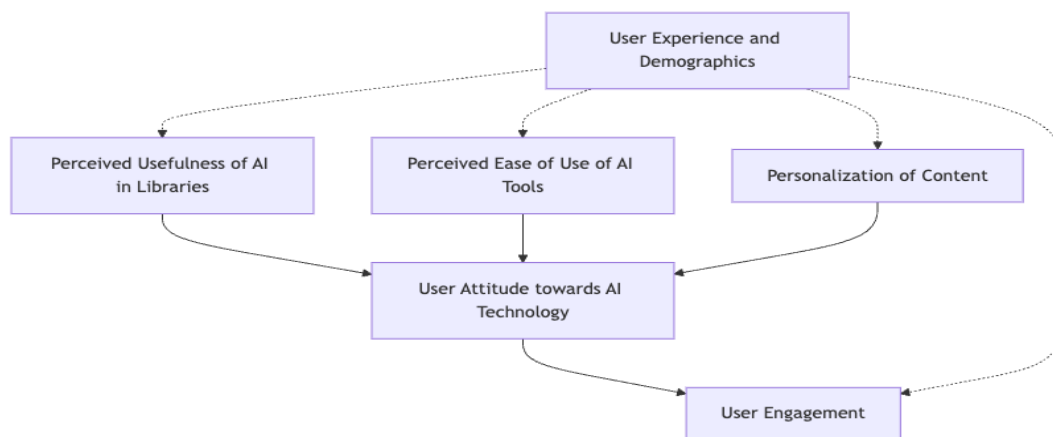 User Experience and
Demographics
Perceived Usefulness of AI
in Libraries
Perceived Ease of Use of AI
Tools
Personalization of Content
User Attitude towards AI
Technology
User Engagement